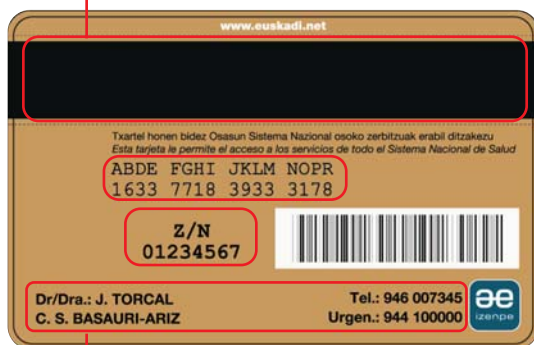 www.euskadi.net
Txartel honen bidez Osasun Sistema Nazional osoko zerbitzuak erabil ditzakezu
Esta tarjeta le permite el acceso a los servicios de todo el Sistema Nacional de Salud
ABDE FGHI JKLM NOPR
1633 7718 3933 3178
Z/N
01234567
Dr/Dra.: J. TORCAL Tel.: 946 007345
C. S. BASAURI-ARIZ Urgen.: 944 100000
izenpe